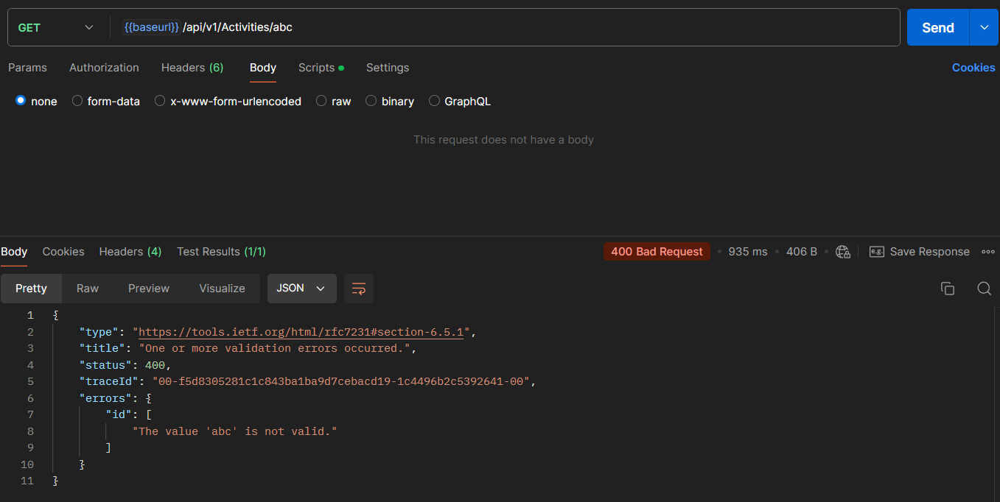 GET {{baseurl}} /api/v1/Activities/abc Send
Params Authorization Headers (6) Body Scripts Settings Cookies
none form-data x-www-form-urlencoded raw binary GraphQL
This request does not have a body
Body Cookies Headers (4) Test Results (1/1) 400 Bad Request 935 ms 406 B e.g. Save Response
Pretty Raw Preview Visualize JSON
1 {
2 "type": "https://tools.ietf.org/html/rfc7231#section-6.5.1",
3 "title": "One or more validation errors occurred.",
4 "status": 400,
5 "traceId": "00-f5d8305281c1c843ba1ba9d7cebacd19-1c4496b2c5392641-00",
6 "errors": {
7 "id": [
8 "The value 'abc' is not valid."
9 ]
10 }
11 }